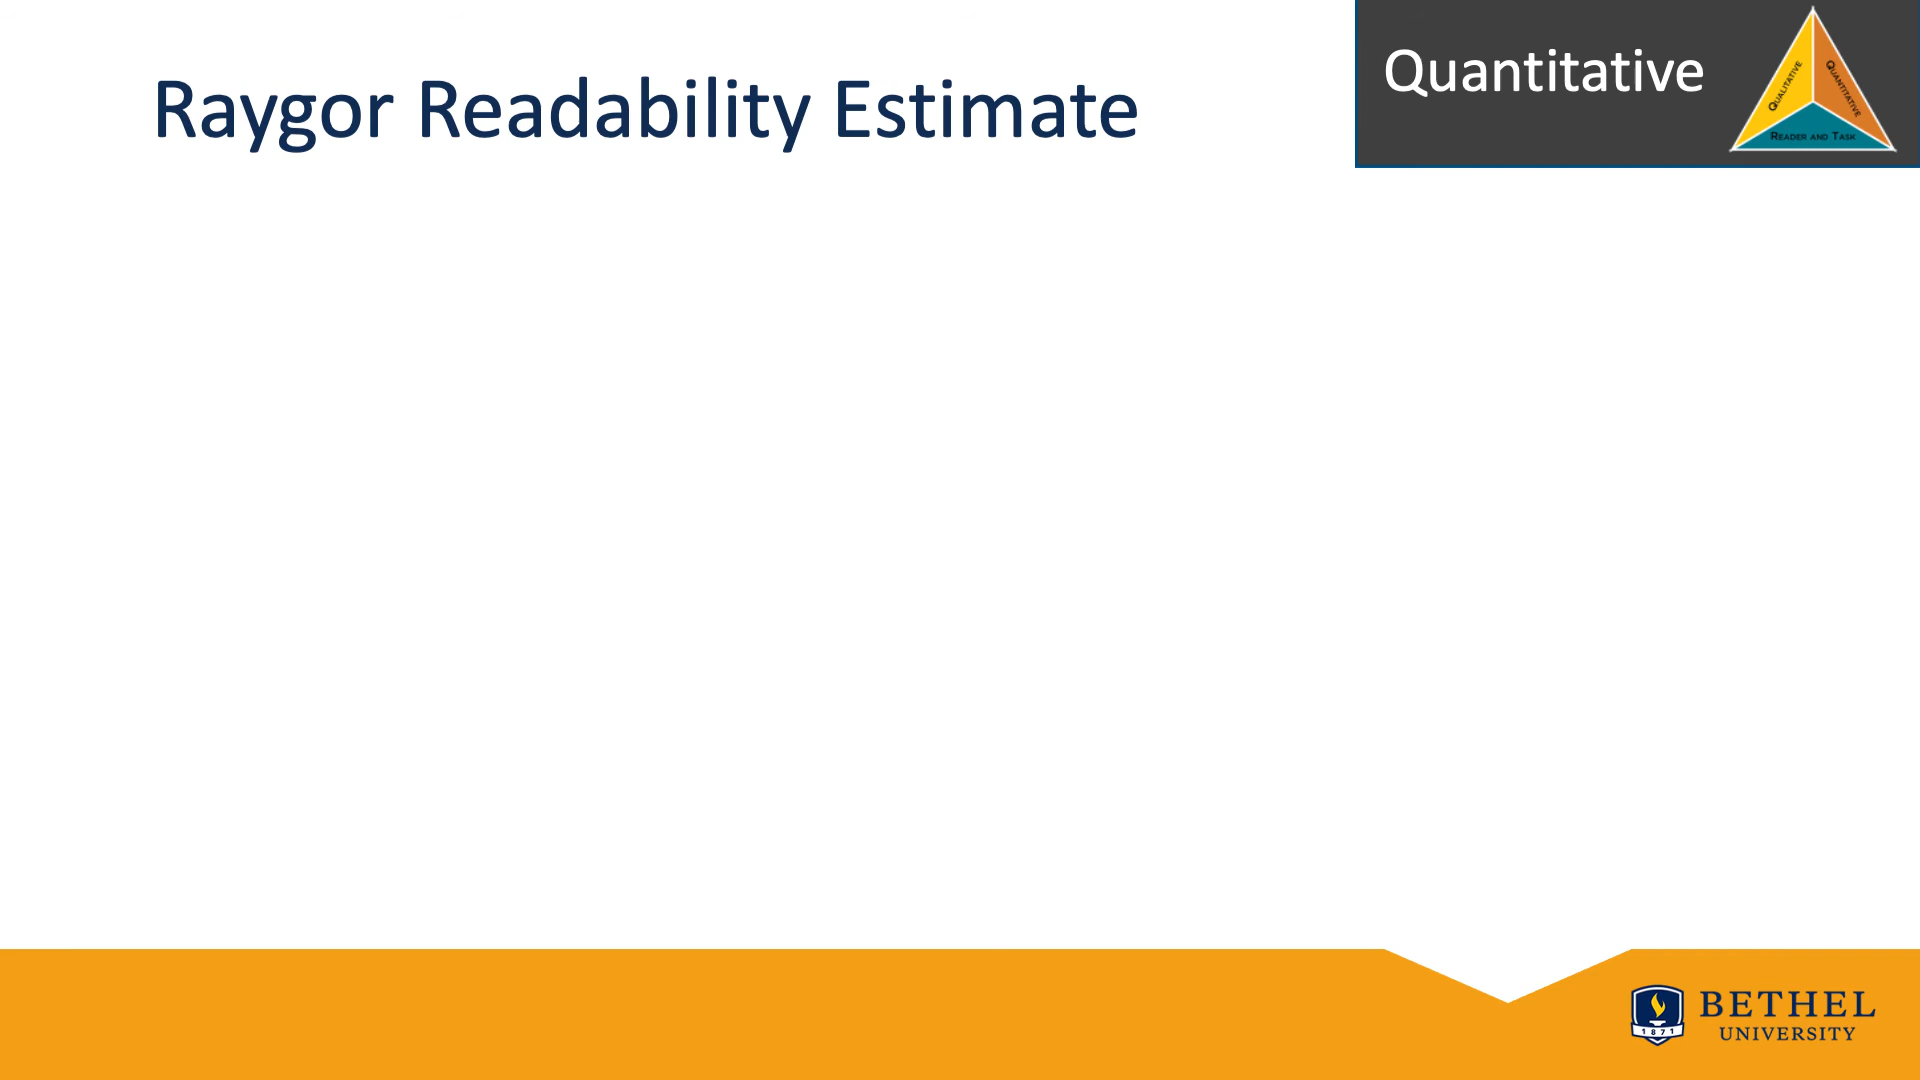 Raygor Readability Estimate
Quantitative
QUALITATIVE
QUANTITATIVE
READER AND TASK
1871
BETHEL
UNIVERSITY